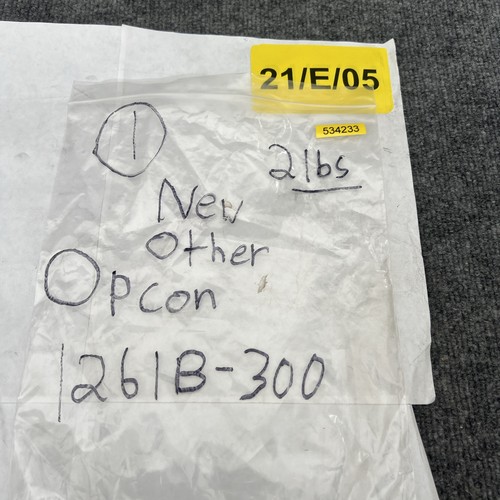 21/E/05
534233
1
2lbs
New
Other
Opcon
1261B-300